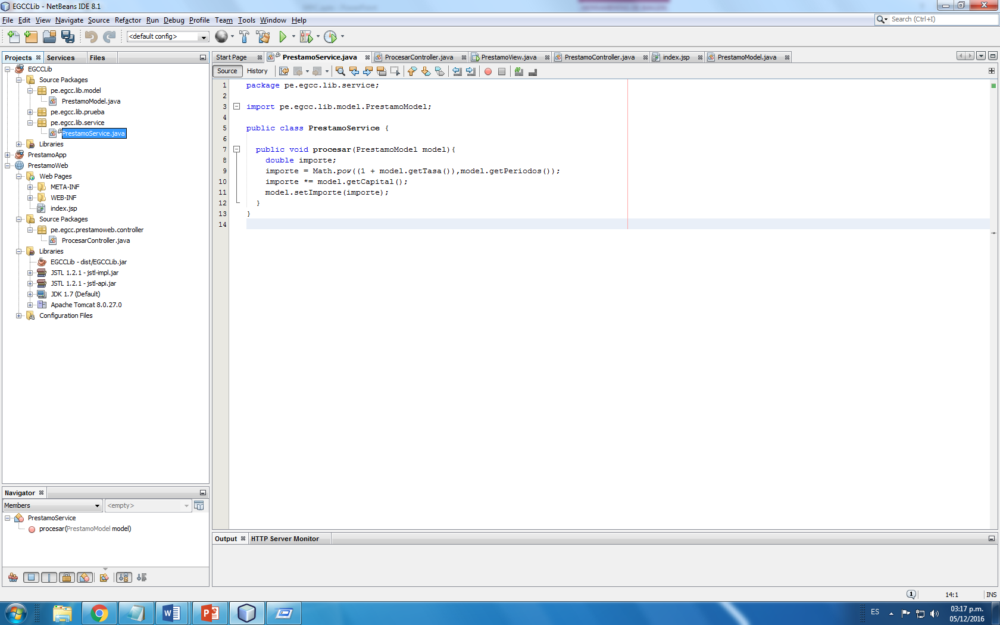 EGCCLib - NetBeans IDE 8.1
File Edit View Navigate Source Refactor Run Debug Profile Team Tools Window Help
Search (Ctrl+I)
<default config>
Projects Services Files
EGCCLib
Source Packages
pe.egcc.lib.model
PrestamoModel.java
pe.egcc.lib.prueba
pe.egcc.lib.service
PrestamoService.java
Libraries
PrestamoApp
PrestamoWeb
Web Pages
META-INF
WEB-INF
index.jsp
Source Packages
pe.egcc.prestamoweb.controller
ProcesarController.java
Libraries
EGCCLib - dist/EGCCLib.jar
JSTL 1.2.1 - jstl-impl.jar
JSTL 1.2.1 - jstl-api.jar
JDK 1.7 (Default)
Apache Tomcat 8.0.27.0
Configuration Files
Navigator
Members <empty>
PrestamoService
procesar(PrestamoModel model)
Start Page PrestamoService.java ProcesarController.java PrestamoView.java PrestamoController.java index.jsp PrestamoModel.java
Source History
1 package pe.egcc.lib.service;
2
3 import pe.egcc.lib.model.PrestamoModel;
4
5 public class PrestamoService {
6
7 public void procesar(PrestamoModel model){
8 double importe;
9 importe = Math.pow((1 + model.getTasa()),model.getPeriodos());
10 importe *= model.getCapital();
11 model.setImporte(importe);
12 }
13 }
14
Output HTTP Server Monitor
1 14:1 INS
ES 03:17 p.m.
05/12/2016